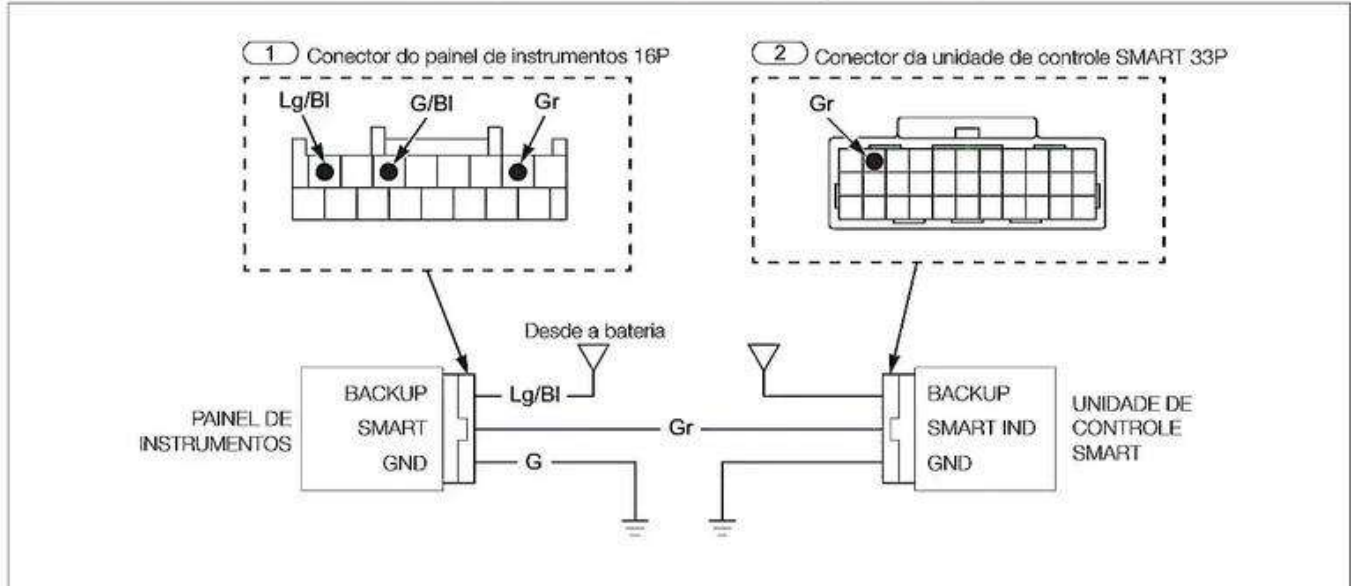 1 Conector do painel de instrumentos 16P
2 Conector da unidade de controle SMART 33P
Lg/Bl
G/Bl
Gr
Gr
Desde a bateria
PAINEL DE
INSTRUMENTOS
BACKUP
SMART
GND
Lg/Bl
Gr
G
BACKUP
SMART IND
GND
UNIDADE DE
CONTROLE
SMART